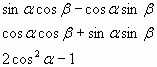 sin α cos β − cos α sin β
cos α cos β + sin α sin β
2cos² α − 1